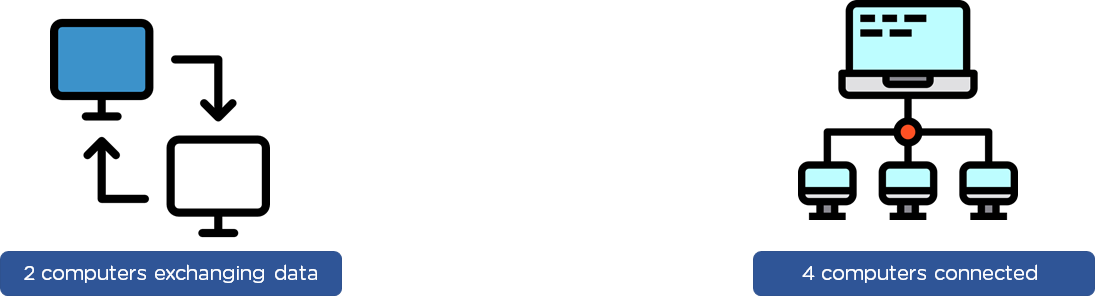 2 computers exchanging data
4 computers connected